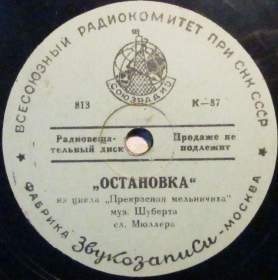 ВСЕСОЮЗНЫЙ РАДИОКОМИТЕТ ПРИ СНК СССР
СОЮЗРАДИО
813 К—87
Радиовеща-
тельный диск
Продаже не
подлежит
„ОСТАНОВКА“
из цикла „Прекрасная мельничиха“
муз. Шуберта
сл. Мюллера
ФАБРИКА Звукозаписи—МОСКВА